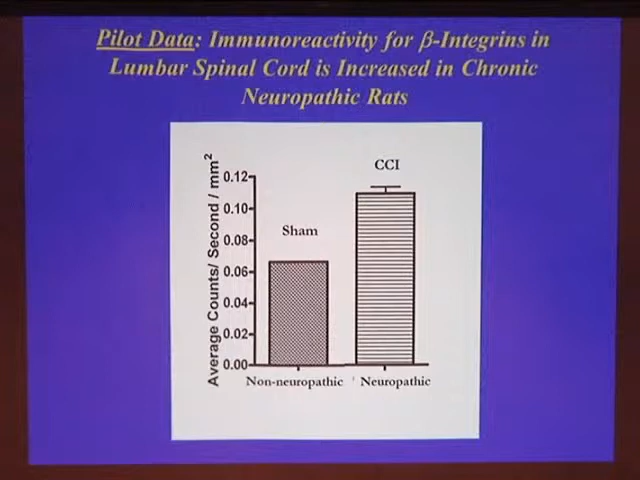 Pilot Data: Immunoreactivity for β-Integrins in
Lumbar Spinal Cord is Increased in Chronic
Neuropathic Rats
CCI
Sham
Average Counts/ Second / mm²
0.12
0.10
0.08
0.06
0.04
0.02
0.00
Non-neuropathic
Neuropathic